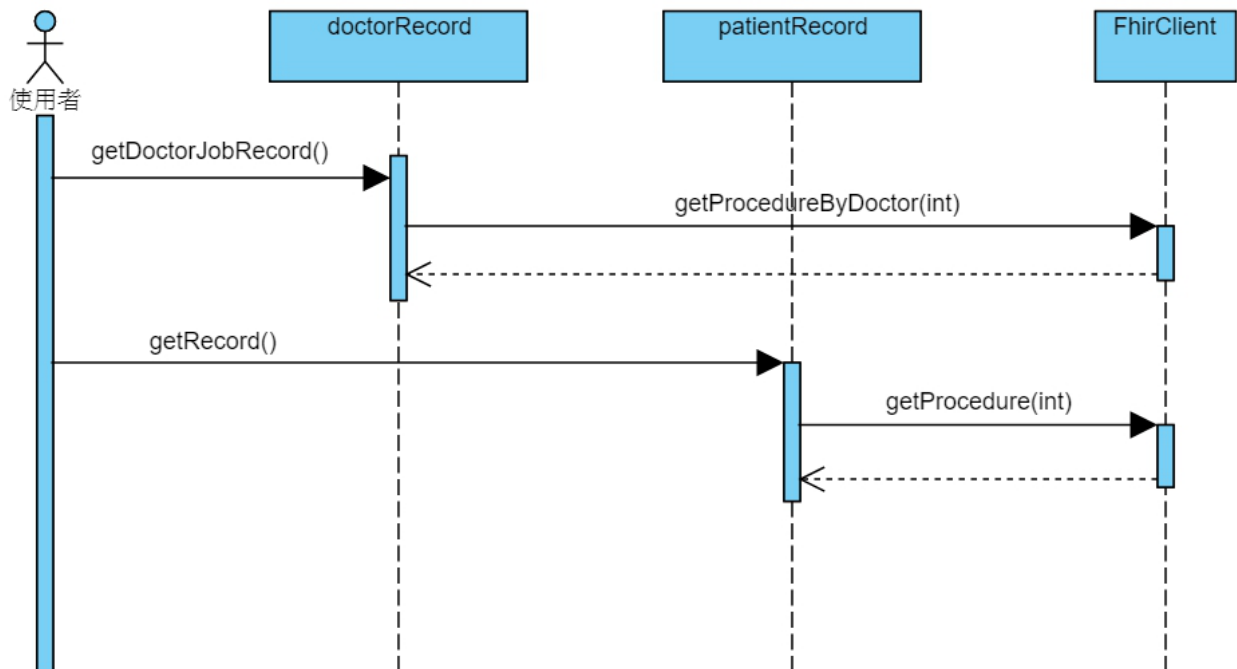 doctorRecord
patientRecord
FhirClient
使用者
getDoctorJobRecord()
getProcedureByDoctor(int)
getRecord()
getProcedure(int)